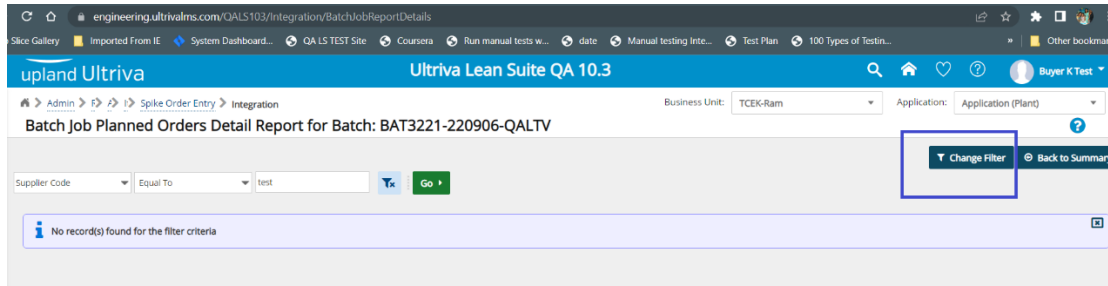 engineering.ultrivalms.com/QALS103/Integration/BatchJobReportDetails
Slice Gallery Imported From IE System Dashboard... QA LS TEST Site Coursera Run manual tests w... date Manual testing Inte... Test Plan 100 Types of Testin... » Other bookmar
upland Ultriva Ultriva Lean Suite QA 10.3 Buyer K Test
Admin > Spike Order Entry > Integration Business Unit: TCEK-Ram Application: Application (Plant)
Batch Job Planned Orders Detail Report for Batch: BAT3221-220906-QALTV
Change Filter Back to Summary
Supplier Code Equal To test Go
No record(s) found for the filter criteria